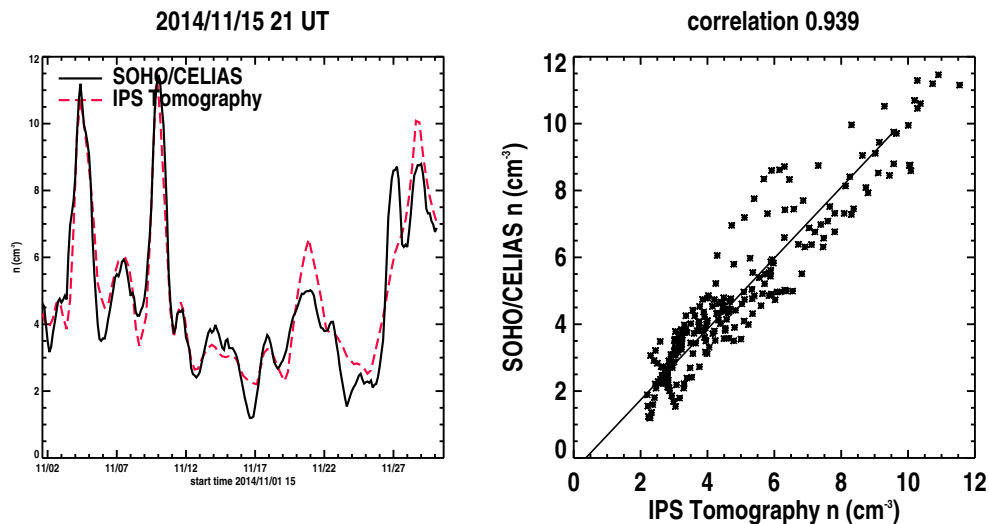 2014/11/15 21 UT
12
10
8
6
4
2
0
n (cm⁻³)
SOHO/CELIAS
IPS Tomography
11/02 11/07 11/12 11/17 11/22 11/27
start time 2014/11/01 15
correlation 0.939
12
10
8
6
4
2
0
SOHO/CELIAS n (cm⁻³)
0 2 4 6 8 10 12
IPS Tomography n (cm⁻³)